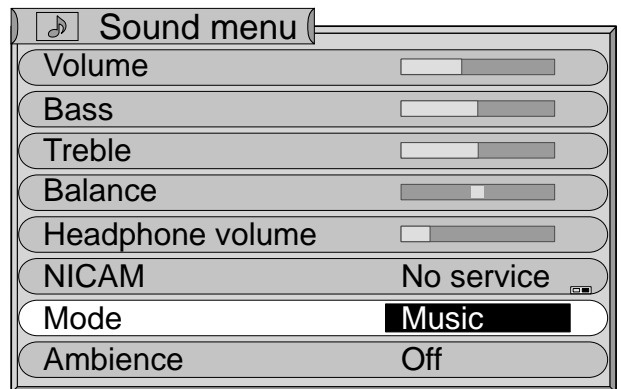 Sound menu
Volume
Bass
Treble
Balance
Headphone volume
NICAM No service
Mode Music
Ambience Off